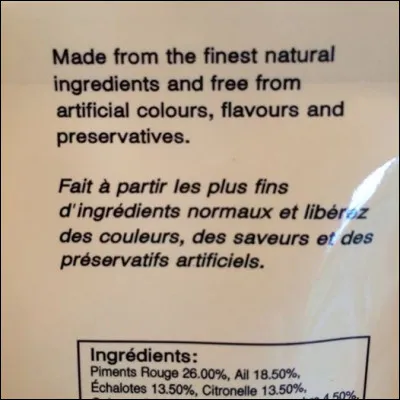 Made from the finest natural
ingredients and free from
artificial colours, flavours and
preservatives.
Fait à partir les plus fins
d'ingrédients normaux et libérez
des couleurs, des saveurs et des
préservatifs artificiels.
Ingrédients:
Piments Rouge 26.00%, Ail 18.50%,
Échalotes 13.50%, Citronelle 13.50%,
4.50%,